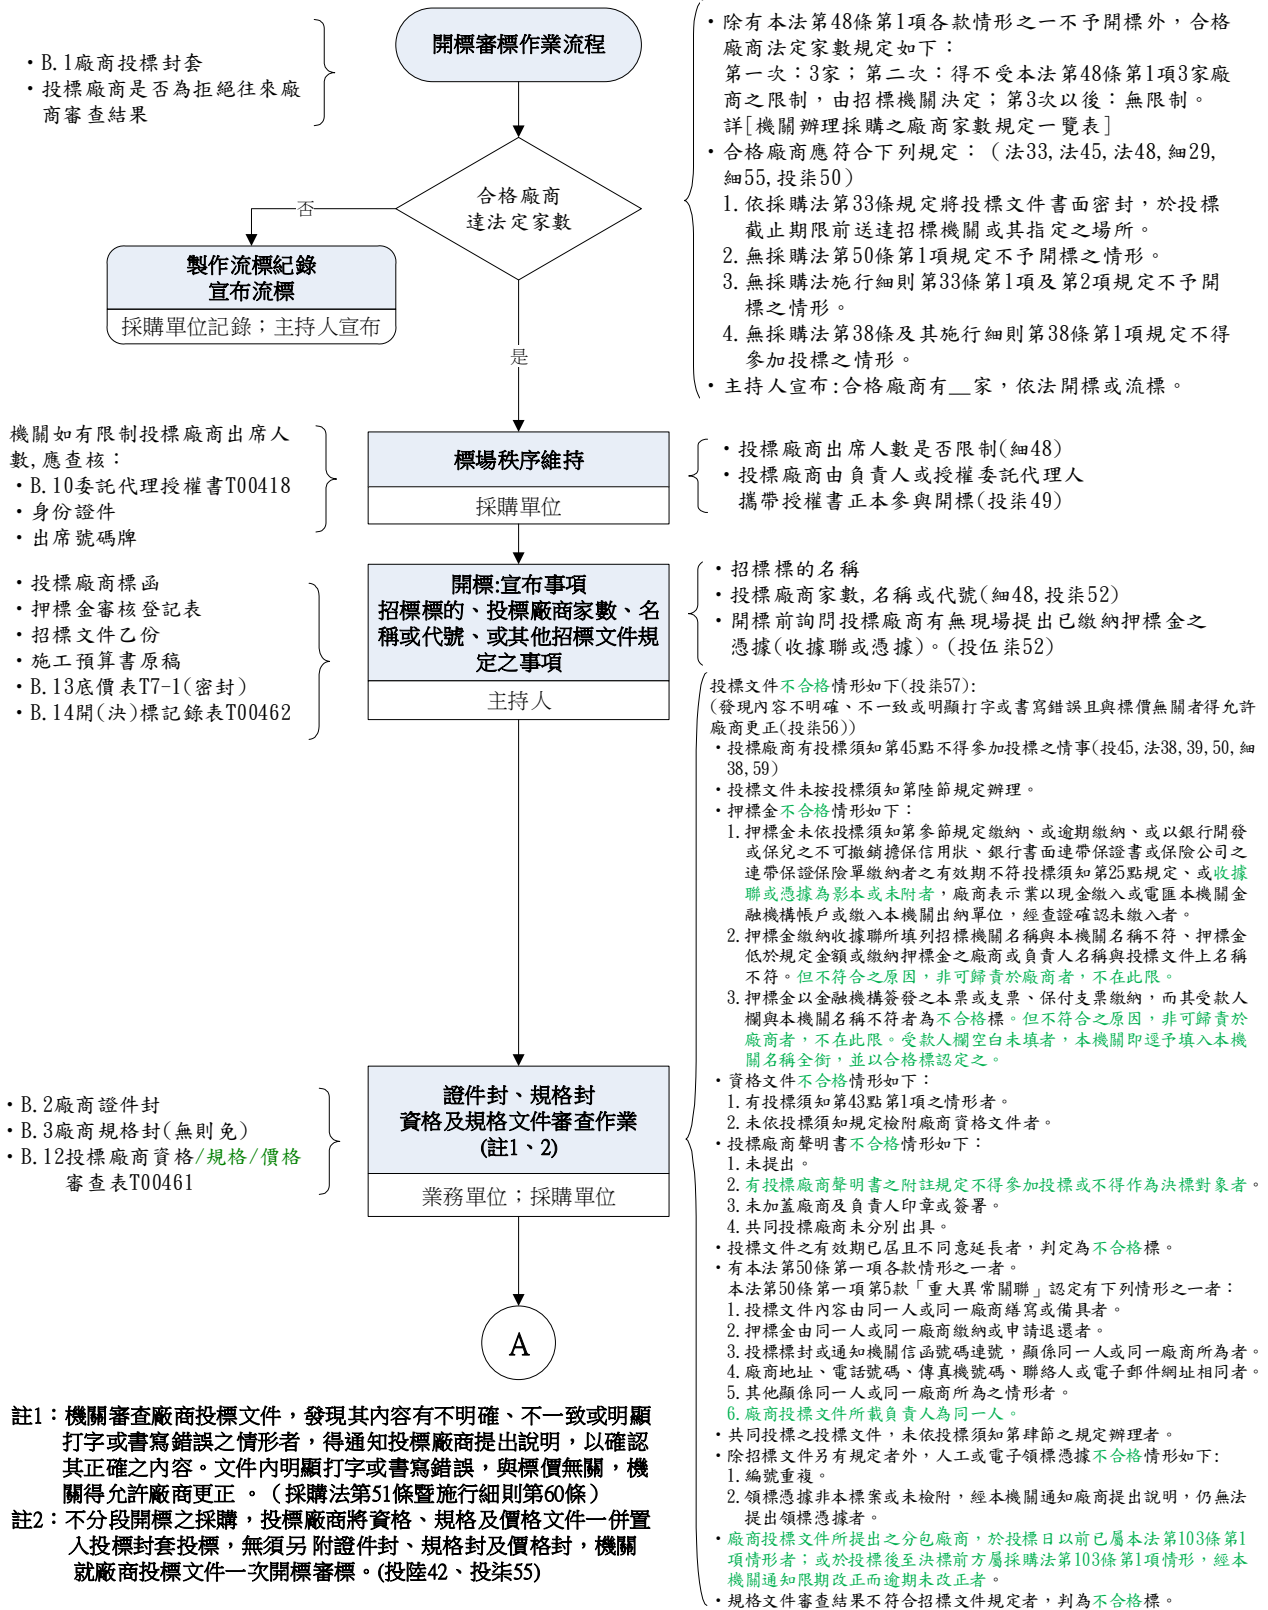 開標審標作業流程
・B.1廠商投標封套
・投標廠商是否為拒絕往來廠
商審查結果
・除有本法第48條第1項各款情形之一不予開標外，合格
廠商法定家數規定如下：
第一次：3家；第二次：得不受本法第48條第1項3家廠
商之限制，由招標機關決定；第3次以後：無限制。
詳[機關辦理採購之廠商家數規定一覽表]
・合格廠商應符合下列規定：（法33,法45,法48,細29,
細55,投柒50）
1.依採購法第33條規定將投標文件書面密封，於投標
截止期限前送達招標機關或其指定之場所。
2.無採購法第50條第1項規定不予開標之情形。
3.無採購法施行細則第33條第1項及第2項規定不予開
標之情形。
4.無採購法第38條及其施行細則第38條第1項規定不得
參加投標之情形。
・主持人宣布:合格廠商有__家，依法開標或流標。
合格廠商
達法定家數
否
製作流標紀錄
宣布流標
採購單位記錄；主持人宣布
是
機關如有限制投標廠商出席人
數,應查核：
・B.10委託代理授權書T00418
・身份證件
・出席號碼牌
標場秩序維持
採購單位
・投標廠商出席人數是否限制(細48)
・投標廠商由負責人或授權委託代理人
攜帶授權書正本參與開標(投柒49)
・投標廠商標函
・押標金審核登記表
・招標文件乙份
・施工預算書原稿
・B.13底價表T7-1(密封)
・B.14開(決)標記錄表T00462
開標:宣布事項
招標標的、投標廠商家數、名
稱或代號、或其他招標文件規
定之事項
主持人
・招標標的名稱
・投標廠商家數,名稱或代號(細48,投柒52)
・開標前詢問投標廠商有無現場提出已繳納押標金之
憑據(收據聯或憑據)。(投伍柒52)
投標文件不合格情形如下(投柒57):
(發現內容不明確、不一致或明顯打字或書寫錯誤且與標價無關者得允許
廠商更正(投柒56))
・投標廠商有投標須知第45點不得參加投標之情事(投45,法38,39,50,細
38,59)
・投標文件未按投標須知第陸節規定辦理。
・押標金不合格情形如下：
1.押標金未依投標須知第參節規定繳納、或逾期繳納、或以銀行開發
或保兌之不可撤銷擔保信用狀、銀行書面連帶保證書或保險公司之
連帶保證保險單繳納者之有效期不符投標須知第25點規定、或收據
聯或憑據為影本或未附者，廠商表示業以現金繳入或電匯本機關金
融機構帳戶或繳入本機關出納單位，經查證確認未繳入者。
2.押標金繳納收據聯所填列招標機關名稱與本機關名稱不符、押標金
低於規定金額或繳納押標金之廠商或負責人名稱與投標文件上名稱
不符。但不符合之原因，非可歸責於廠商者，不在此限。
3.押標金以金融機構簽發之本票或支票、保付支票繳納，而其受款人
欄與本機關名稱不符者為不合格標。但不符合之原因，非可歸責於
廠商者，不在此限。受款人欄空白未填者，本機關即逕予填入本機
關名稱全銜，並以合格標認定之。
・資格文件不合格情形如下：
1.有投標須知第43點第1項之情形者。
2.未依投標須知規定檢附廠商資格文件者。
・投標廠商聲明書不合格情形如下：
1.未提出。
2.有投標廠商聲明書之附註規定不得參加投標或不得作為決標對象者。
3.未加蓋廠商及負責人印章或簽署。
4.共同投標廠商未分別出具。
・投標文件之有效期已屆且不同意延長者，判定為不合格標。
・有本法第50條第一項各款情形之一者。
本法第50條第一項第5款「重大異常關聯」認定有下列情形之一者：
1.投標文件內容由同一人或同一廠商繕寫或備具者。
2.押標金由同一人或同一廠商繳納或申請退還者。
3.投標標封或通知機關信函號碼連號，顯係同一人或同一廠商所為者。
4.廠商地址、電話號碼、傳真機號碼、聯絡人或電子郵件網址相同者。
5.其他顯係同一人或同一廠商所為之情形者。
6.廠商投標文件所載負責人為同一人。
・共同投標之投標文件，未依投標須知第肆節之規定辦理者。
・除招標文件另有規定者外，人工或電子領標憑據不合格情形如下:
1.編號重複。
2.領標憑據非本標案或未檢附，經本機關通知廠商提出說明，仍無法
提出領標憑據者。
・廠商投標文件所提出之分包廠商，於投標日以前已屬本法第103條第1
項情形者；或於投標後至決標前方屬採購法第103條第1項情形，經本
機關通知限期改正而逾期未改正者。
・規格文件審查結果不符合招標文件規定者，判為不合格標。
・B.2廠商證件封
・B.3廠商規格封(無則免)
・B.12投標廠商資格/規格/價格
審查表T00461
證件封、規格封
資格及規格文件審查作業
(註1、2)
業務單位；採購單位
A
註1：機關審查廠商投標文件，發現其內容有不明確、不一致或明顯
打字或書寫錯誤之情形者，得通知投標廠商提出說明，以確認
其正確之內容。文件內明顯打字或書寫錯誤，與標價無關，機
關得允許廠商更正 。（採購法第51條暨施行細則第60條）
註2：不分段開標之採購，投標廠商將資格、規格及價格文件一併置
入投標封套投標，無須另 附證件封、規格封及價格封，機關
就廠商投標文件一次開標審標。(投陸42、投柒55)